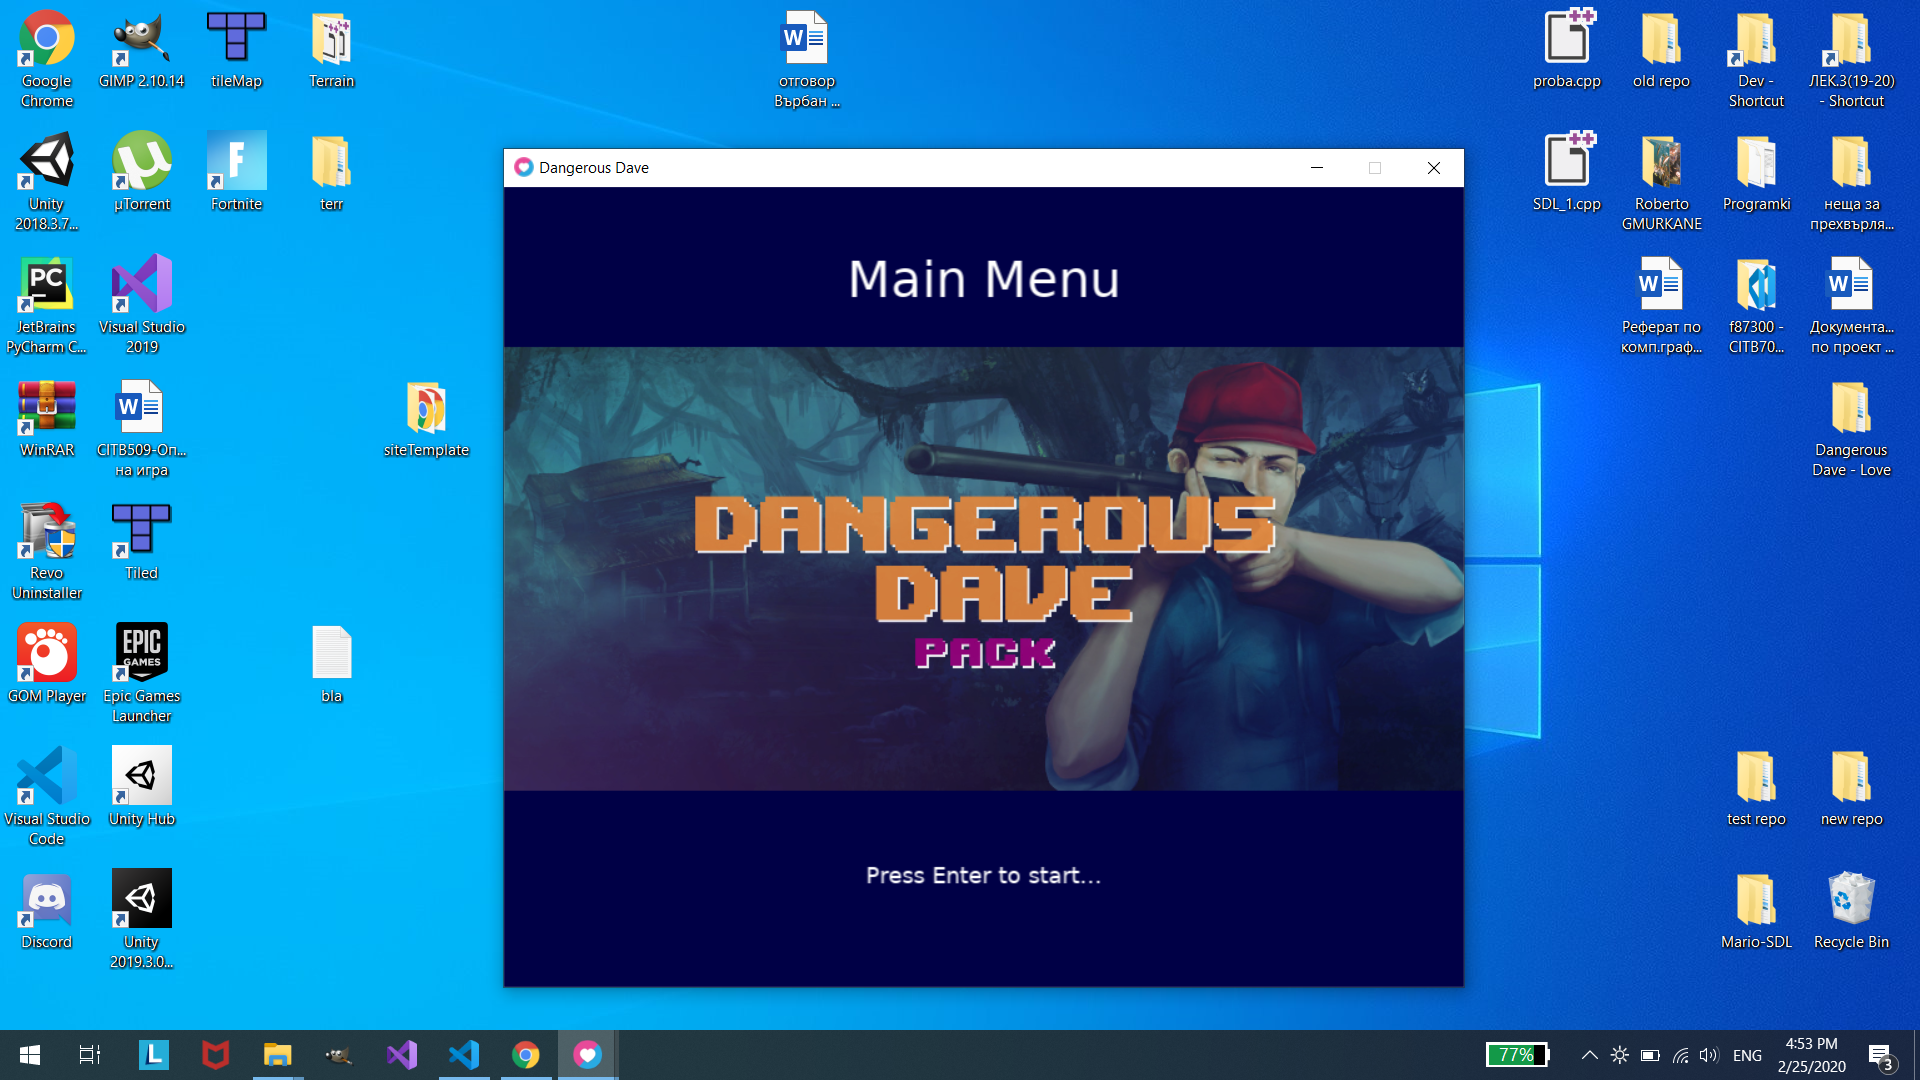 Google
Chrome
GIMP 2.10.14
tileMap
Terrain
отговор
Върбан ...
proba.cpp
old repo
Dev -
Shortcut
ЛЕК.3(19-20)
- Shortcut
Unity
2018.3.7...
µTorrent
Fortnite
terr
SDL_1.cpp
Roberto
GMURKANE
Programki
неща за
прехвърля...
JetBrains
PyCharm C...
Visual Studio
2019
Реферат по
комп.граф...
f87300 -
CITB70...
Документа...
по проект ...
WinRAR
CITB509-Оп...
на игра
siteTemplate
Dangerous
Dave - Love
Revo
Uninstaller
Tiled
GOM Player
Epic Games
Launcher
bla
Visual Studio
Code
Unity Hub
test repo
new repo
Discord
Unity
2019.3.0...
Mario-SDL
Recycle Bin
PC
EPIC
GAMES
Dangerous Dave
Main Menu
DANGEROUS
DAVE
PACK
Press Enter to start...
L
77%
ENG
4:53 PM
2/25/2020
3